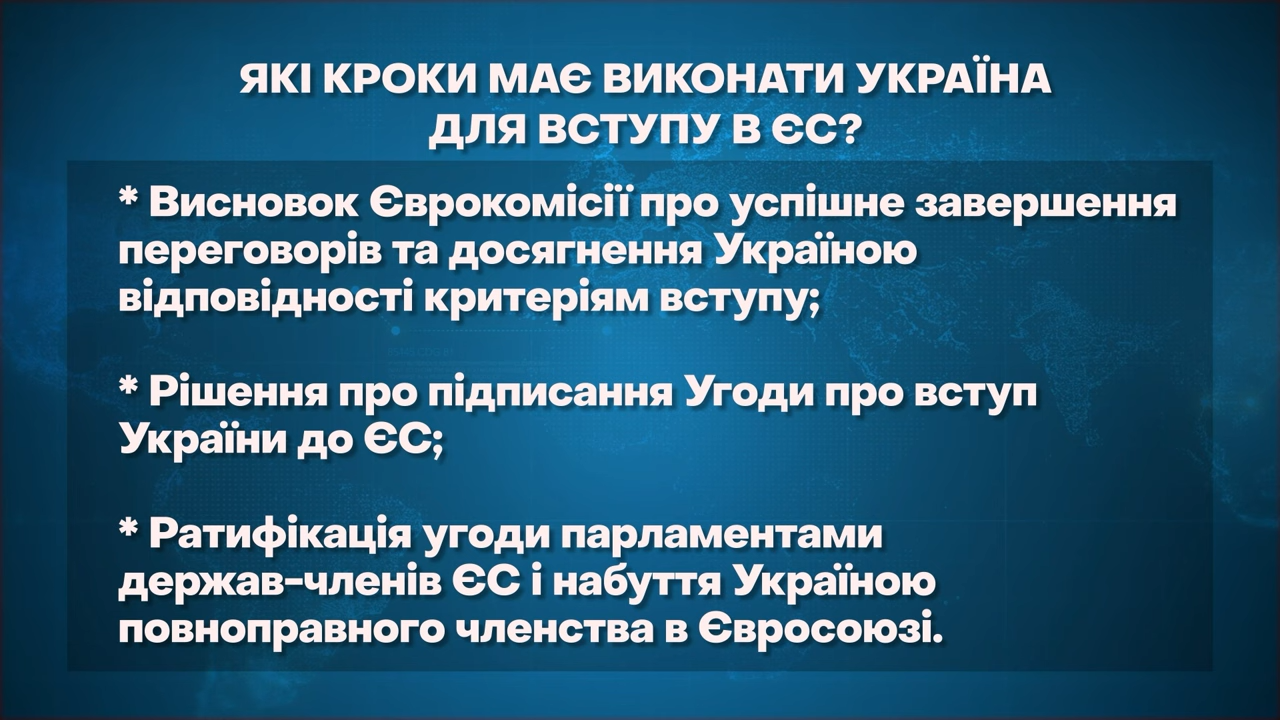 ЯКІ КРОКИ МАЄ ВИКОНАТИ УКРАЇНА
ДЛЯ ВСТУПУ В ЄС?
* Висновок Єврокомісії про успішне завершення
переговорів та досягнення Україною
відповідності критеріям вступу;
* Рішення про підписання Угоди про вступ
України до ЄС;
* Ратифікація угоди парламентами
держав-членів ЄС і набуття Україною
повноправного членства в Євросоюзі.